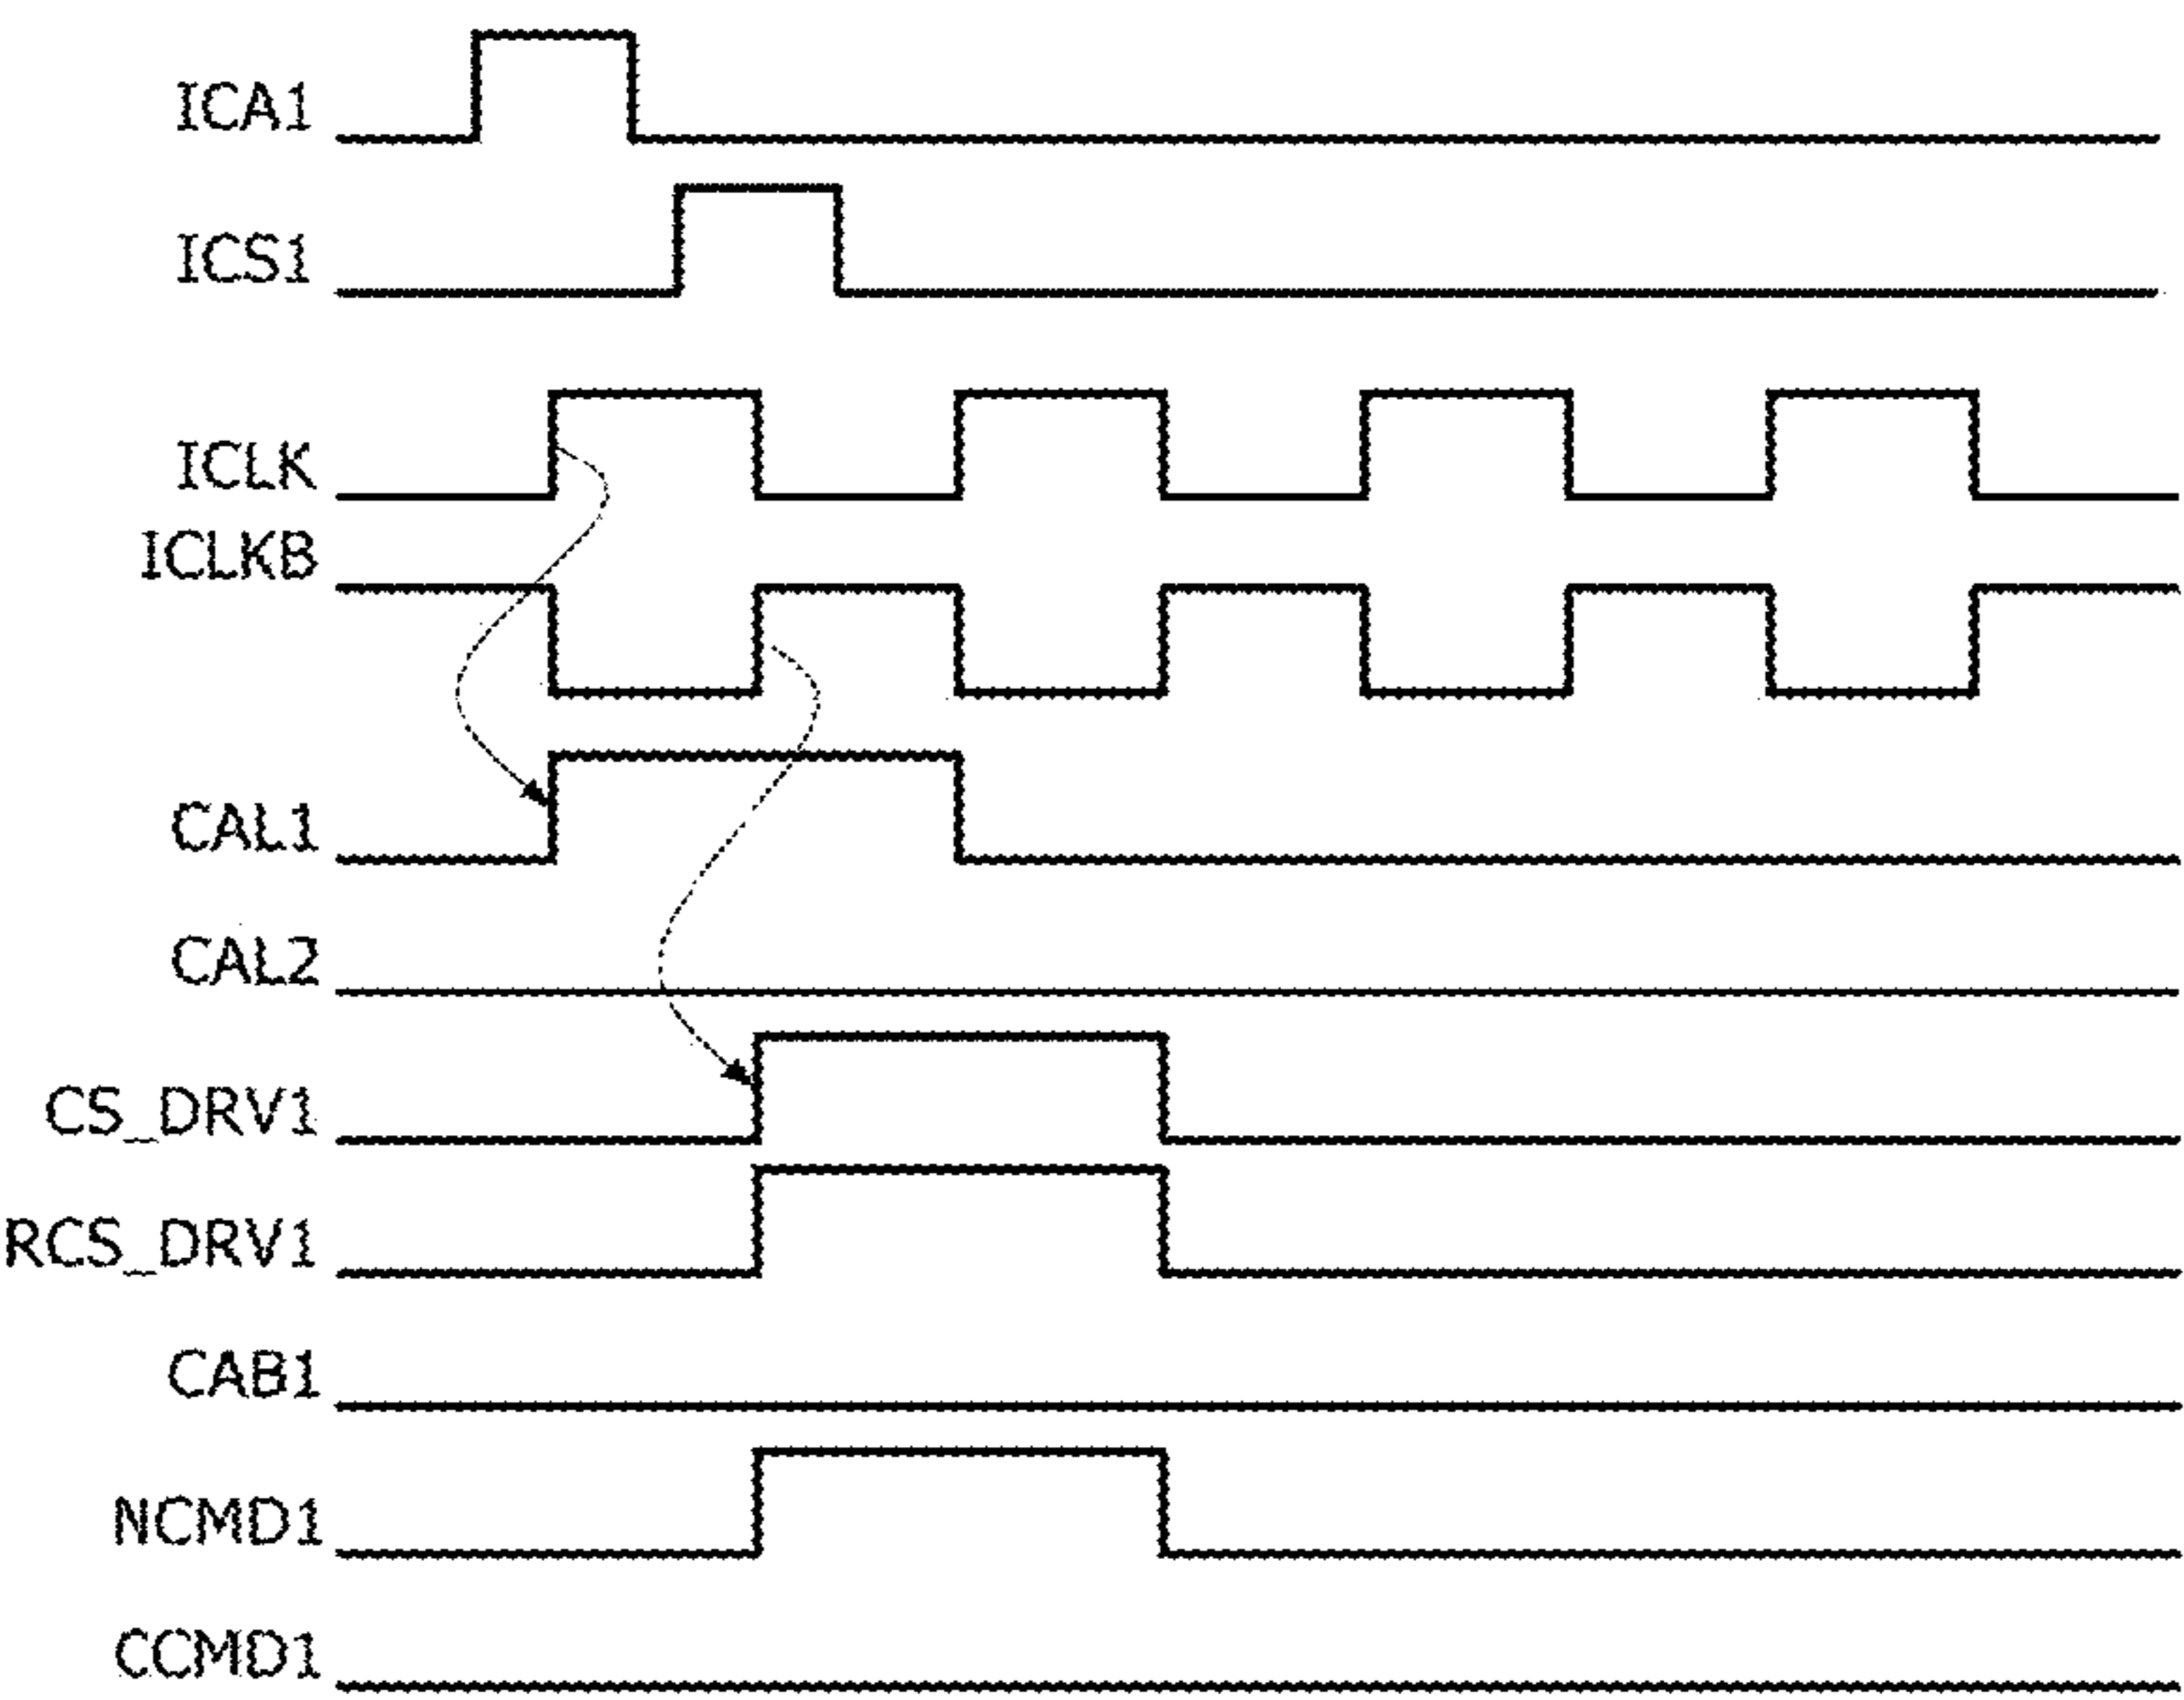 ICA1
ICS1
ICLK
ICLKB
CAL1
CAL2
CS_DRV1
RCS_DRV1
CAB1
NCMD1
CCMD1